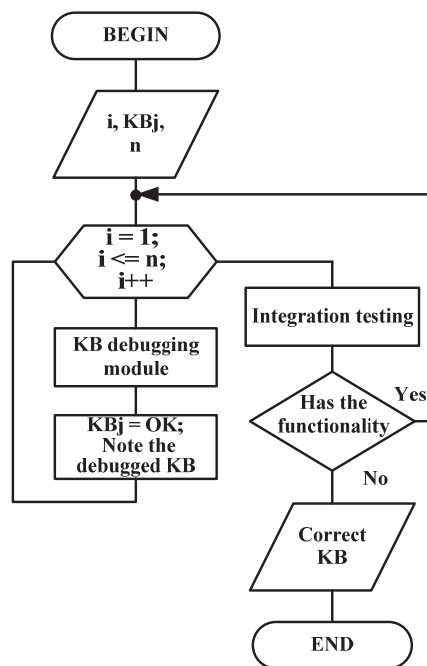 BEGIN
i, KBj,
n
i = 1;
i <= n;
i++
KB debugging
module
KBj = OK;
Note the
debugged KB
Integration testing
Has the
functionality
Yes
No
Correct
KB
END